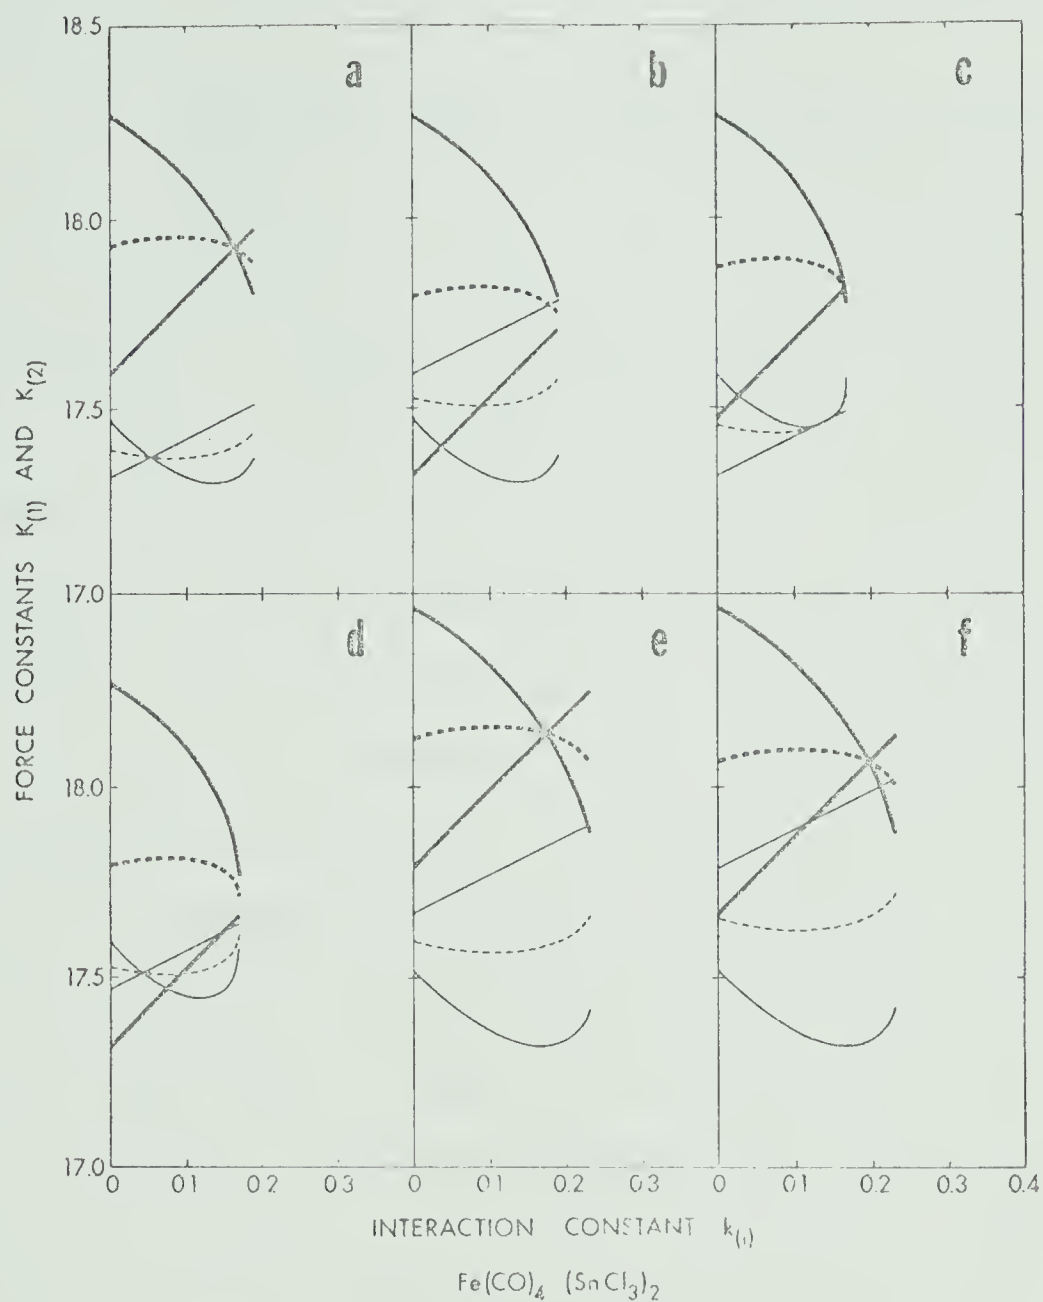 18.5
a b c
18.0
17.5
17.0
d e f
18.0
17.5
17.0
0 0.1 0.2 0.3 0 0.1 0.2 0.3 0 0.1 0.2 0.3 0.4
FORCE CONSTANTS K(1) AND K(2)
INTERACTION CONSTANT k(i)
Fe(CO)4 (SnCl3)2